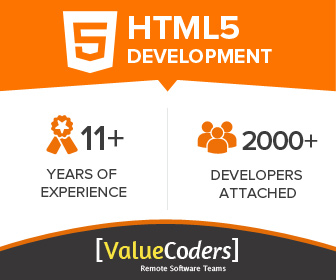 5
HTML5
DEVELOPMENT
11+
YEARS OF
EXPERIENCE
2000+
DEVELOPERS
ATTACHED
[ValueCoders]
Remote Software Teams